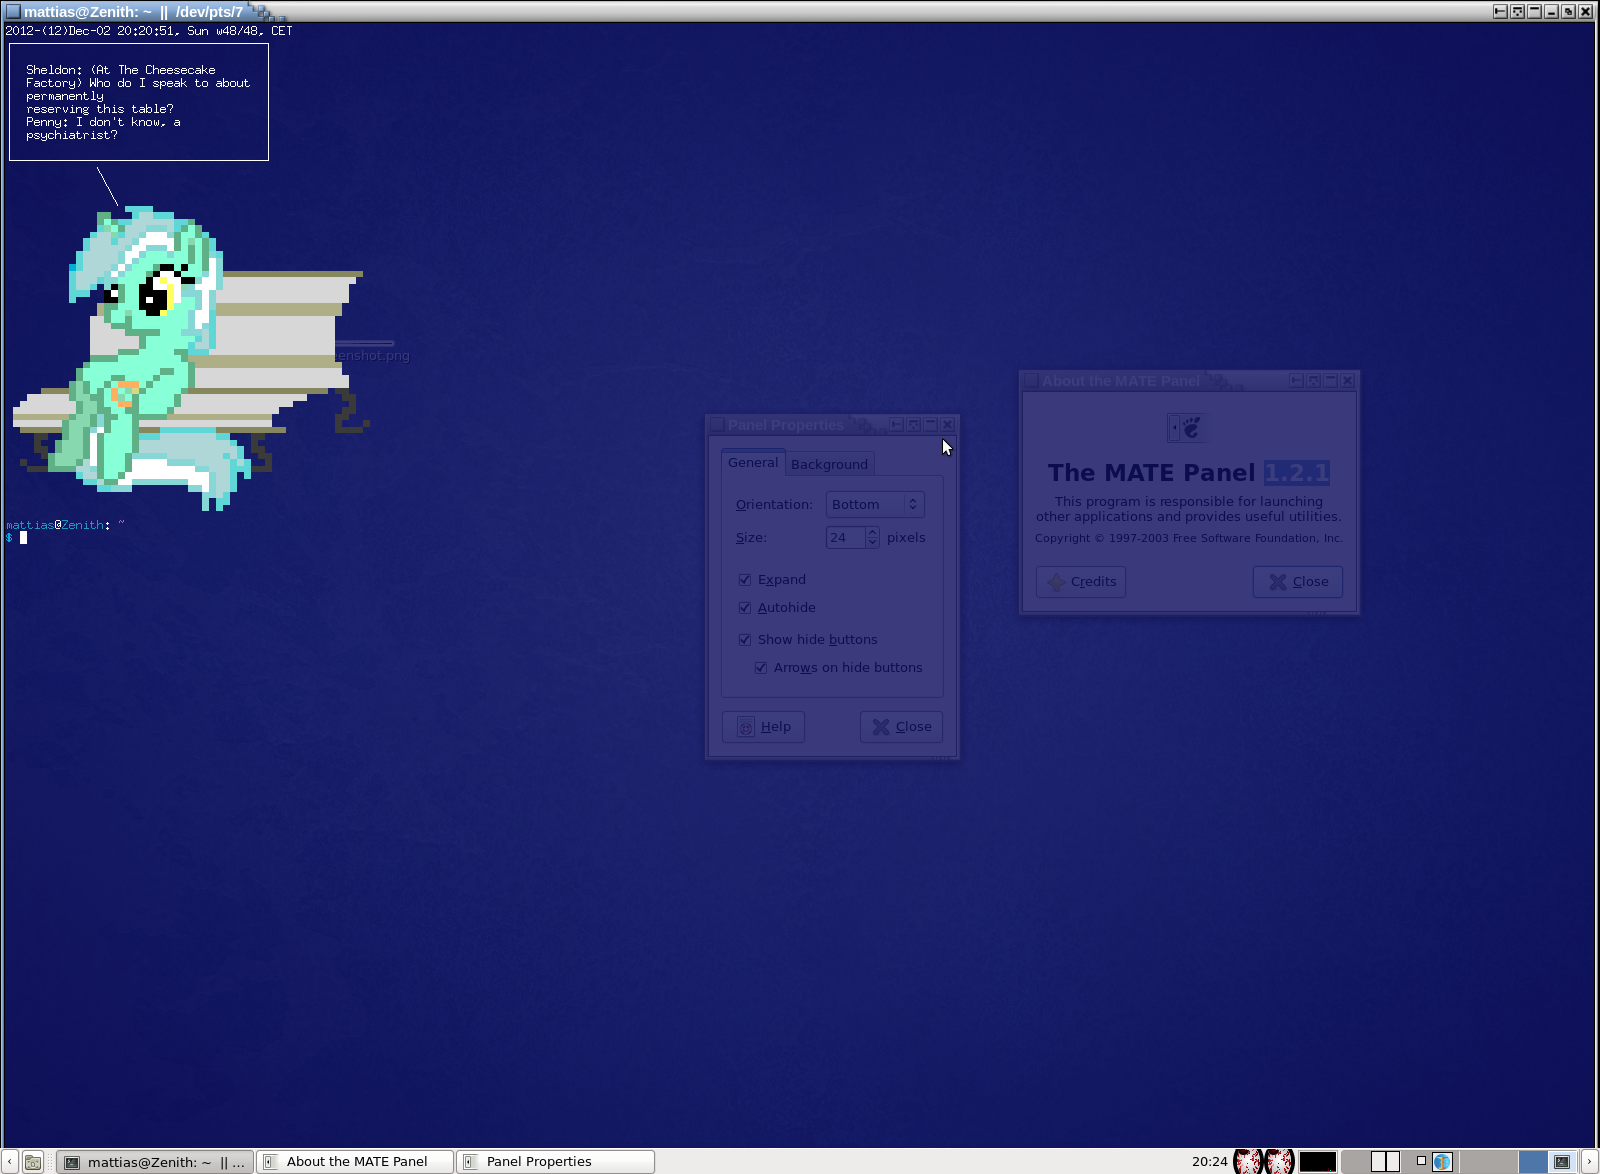 mattias@Zenith: ~ || /dev/pts/7
2012-(12)Dec-02 20:20:51, Sun w48/48, CET
Sheldon: (At The Cheesecake
Factory) Who do I speak to about
permanently
reserving this table?
Penny: I don't know, a
psychiatrist?
enshot.png
mattias@Zenith: ~
$
Panel Properties
General
Background
Orientation:
Bottom
Size:
24
pixels
Expand
Autohide
Show hide buttons
Arrows on hide buttons
Help
Close
About the MATE Panel
The MATE Panel 1.2.1
This program is responsible for launching
other applications and provides useful utilities.
Copyright © 1997-2003 Free Software Foundation, Inc.
Credits
Close
mattias@Zenith: ~ || ...
About the MATE Panel
Panel Properties
20:24